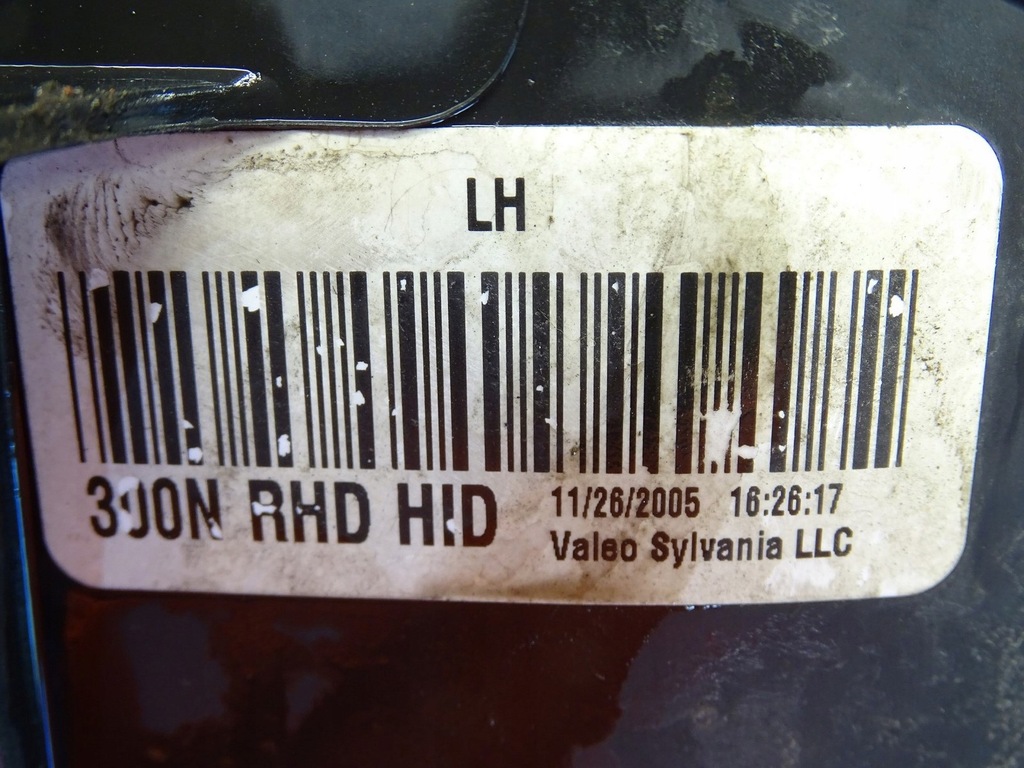 LH
300N RHD HID
11/26/2005 16:26:17
Valeo Sylvania LLC